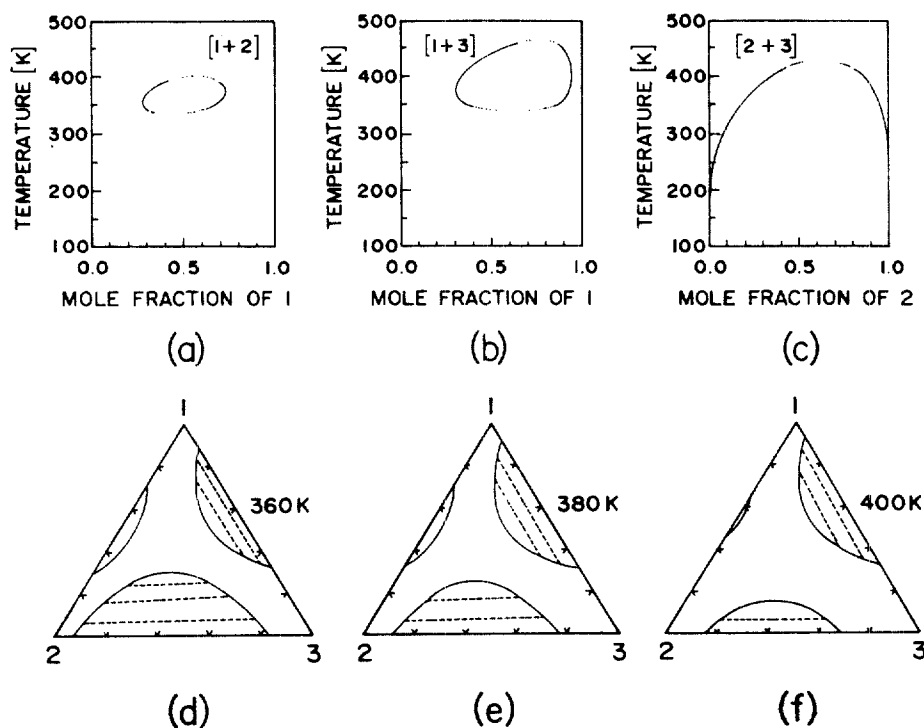 500
400
300
200
100
TEMPERATURE [K]
[1+2]
0.0 0.5 1.0
MOLE FRACTION OF 1
(a)
500
400
300
200
100
TEMPERATURE [K]
[1+3]
0.0 0.5 1.0
MOLE FRACTION OF 1
(b)
500
400
300
200
100
TEMPERATURE [K]
[2+3]
0.0 0.5 1.0
MOLE FRACTION OF 2
(c)
1
360K
2 3
(d)
1
380K
2 3
(e)
1
400K
2 3
(f)